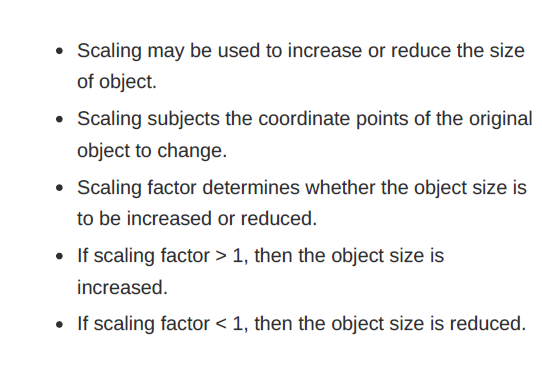 • Scaling may be used to increase or reduce the size
of object.
• Scaling subjects the coordinate points of the original
object to change.
• Scaling factor determines whether the object size is
to be increased or reduced.
• If scaling factor > 1, then the object size is
increased.
• If scaling factor < 1, then the object size is reduced.